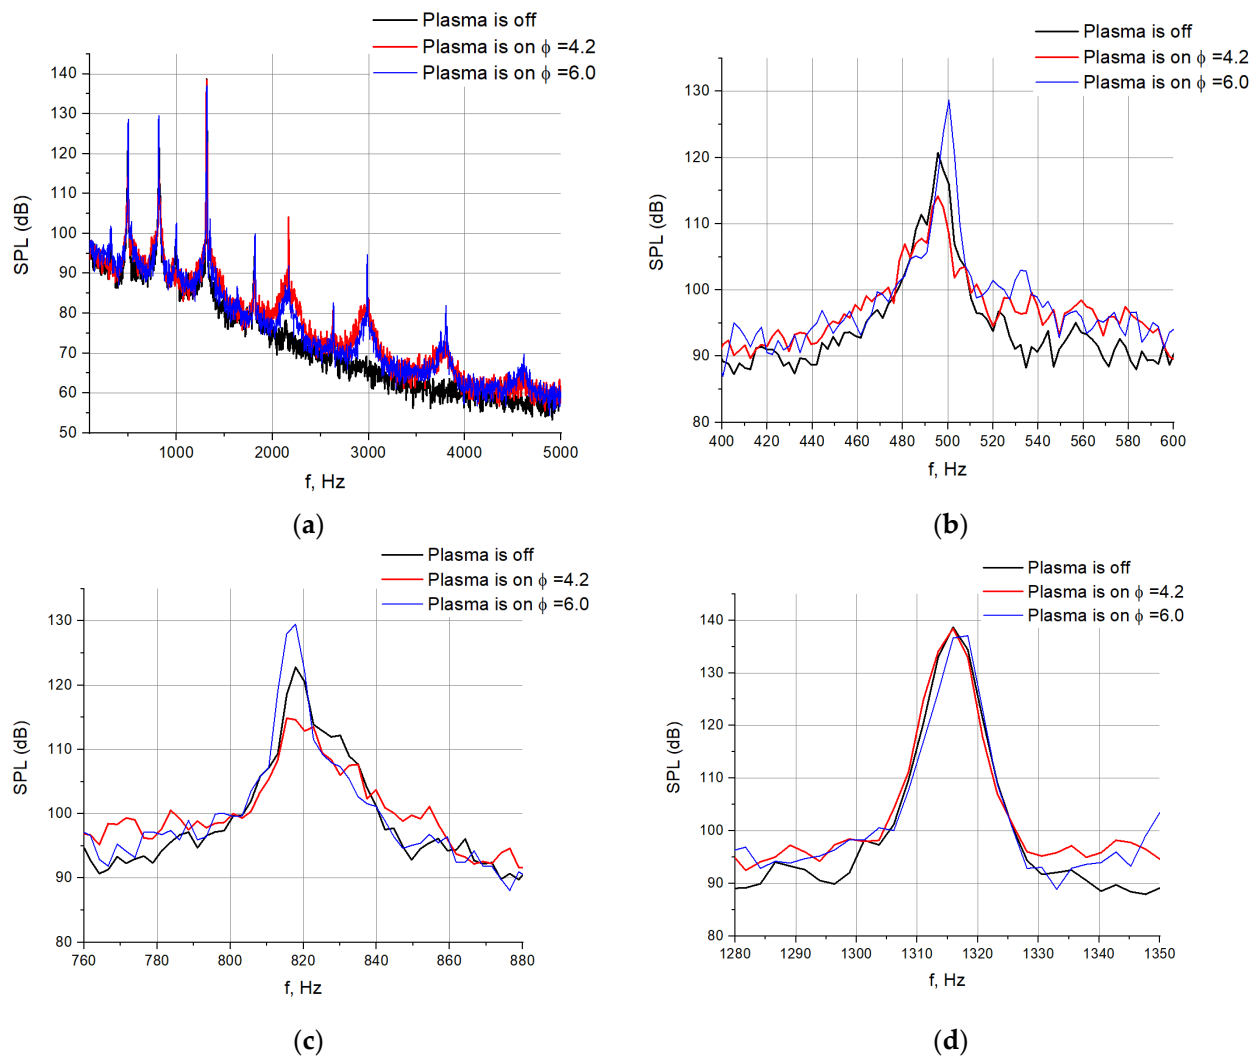 Plasma is off
Plasma is on ϕ =4.2
Plasma is on ϕ =6.0
SPL (dB)
140
130
120
110
100
90
80
70
60
50
1000 2000 3000 4000 5000
f, Hz
(a)
Plasma is off
Plasma is on ϕ =4.2
Plasma is on ϕ =6.0
SPL (dB)
130
120
110
100
90
80
400 420 440 460 480 500 520 540 560 580 600
f, Hz
(b)
Plasma is off
Plasma is on ϕ =4.2
Plasma is on ϕ =6.0
SPL (dB)
130
120
110
100
90
80
760 780 800 820 840 860 880
f, Hz
(c)
Plasma is off
Plasma is on ϕ =4.2
Plasma is on ϕ =6.0
SPL (dB)
140
130
120
110
100
90
80
1280 1290 1300 1310 1320 1330 1340 1350
f, Hz
(d)